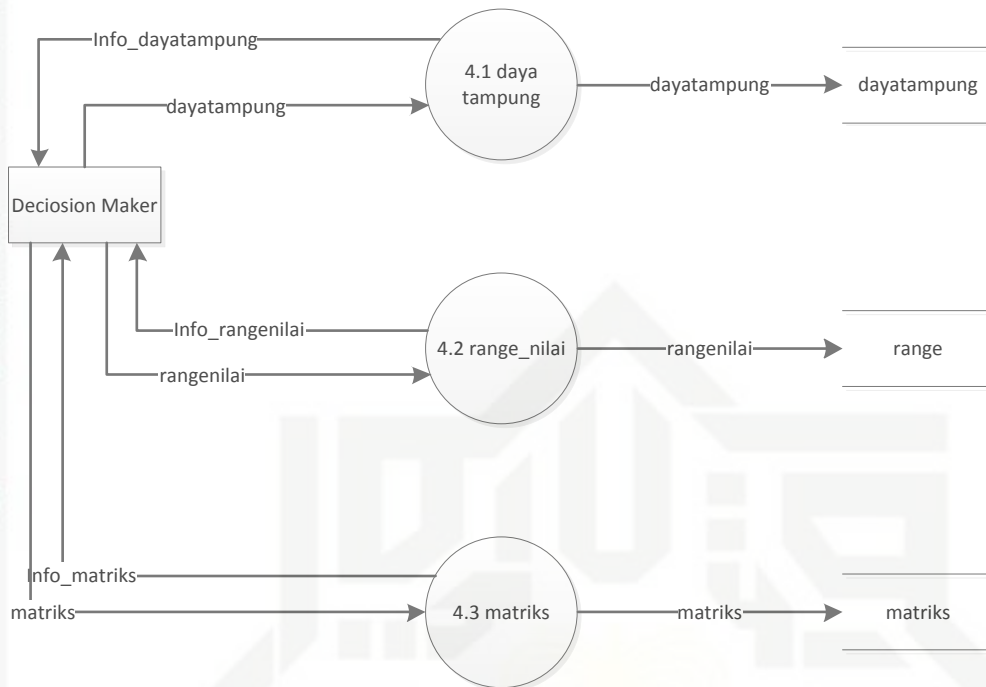 Info_dayatampung
4.1 daya
tampung
dayatampung
dayatampung
dayatampung
Deciosion Maker
Info_rangenilai
4.2 range_nilai
rangenilai
range
rangenilai
Info_matriks
matriks
4.3 matriks
matriks
matriks